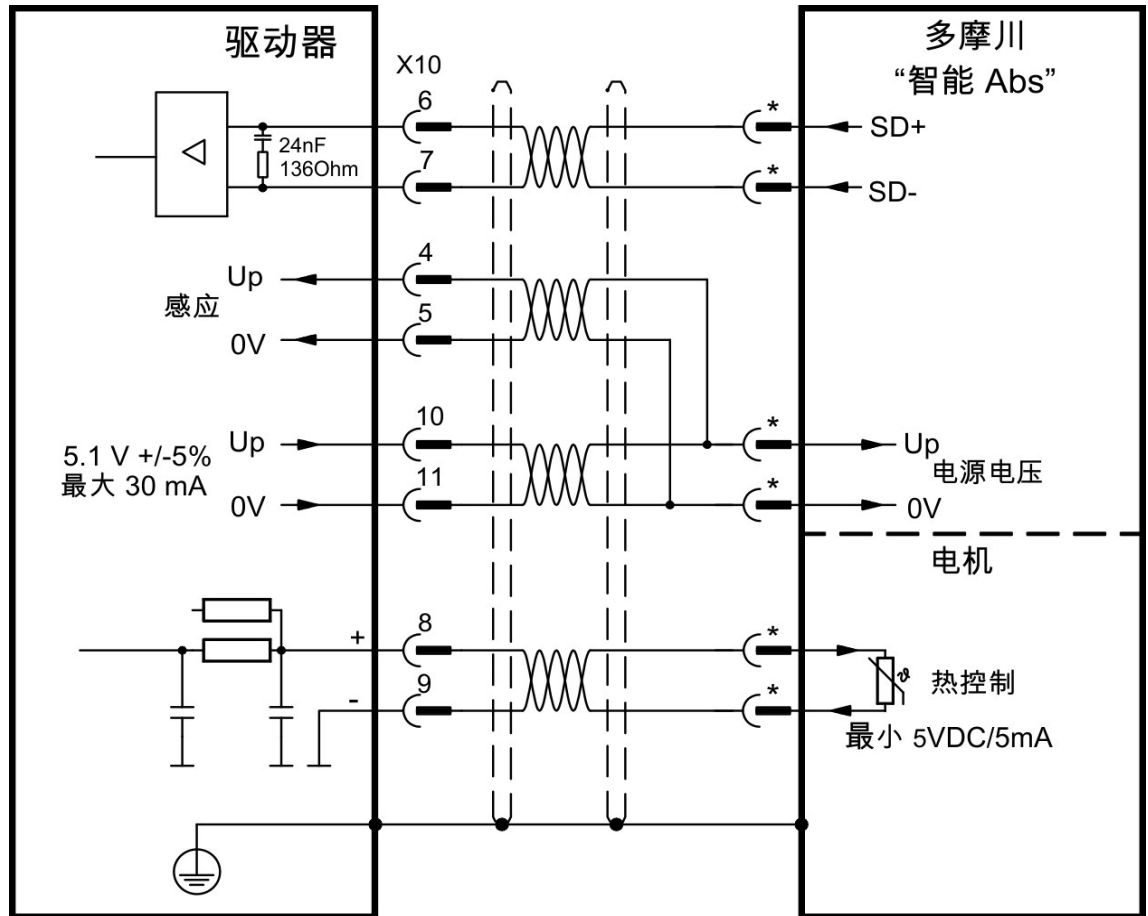 驱动器
X10
多摩川
“智能 Abs”
6
*
SD+
24nF
136Ohm
7
*
SD-
4
Up
感应
5
0V
10
*
Up
Up
5.1 V +/-5%
最大 30 mA
电源电压
11
*
0V
0V
电机
8
*
+
热控制
9
*
-
最小 5VDC/5mA